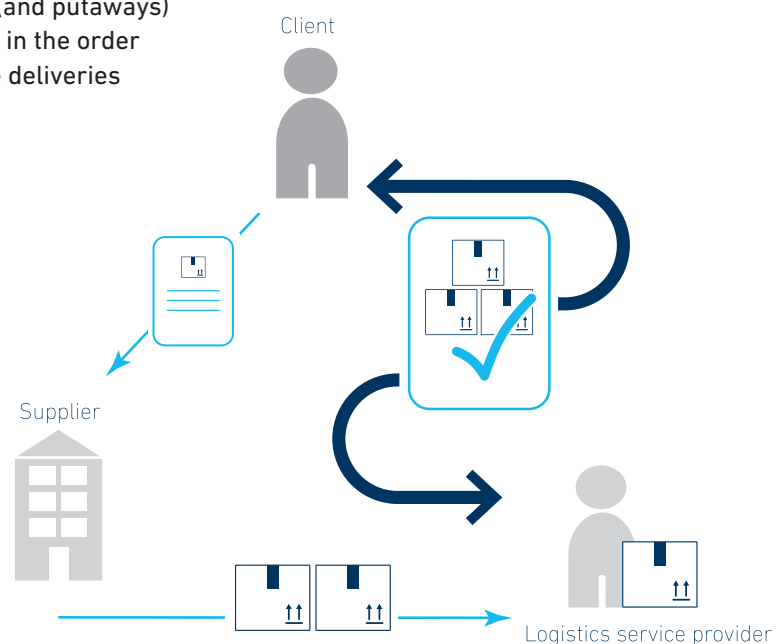 (and putaways)
in the order
deliveries
Client
Supplier
Logistics service provider